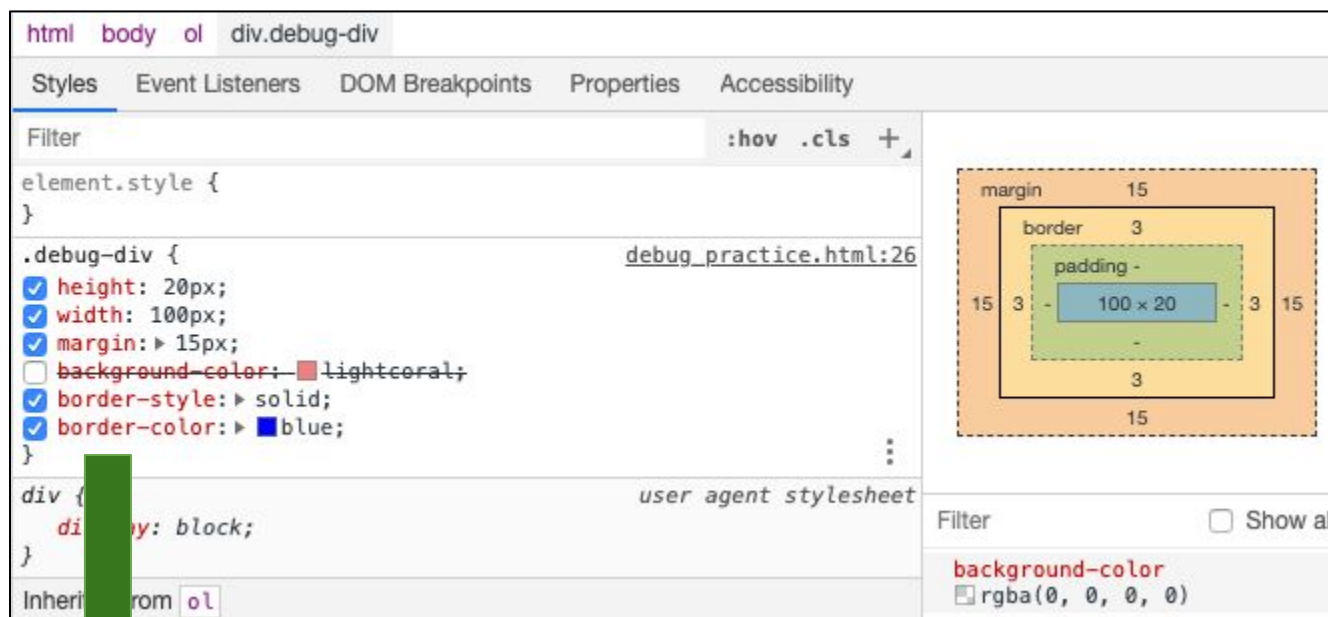 html body ol div.debug-div
Styles Event Listeners DOM Breakpoints Properties Accessibility
Filter :hov .cls +
element.style {
}
.debug-div { debug_practice.html:26
height: 20px;
width: 100px;
margin: 15px;
background-color: lightcoral;
border-style: solid;
border-color: blue;
}
div { user agent stylesheet
block;
}
ol
margin 15
border 3
padding -
15 3 - 100 × 20 - 3 15
-
3
15
Filter Show
background-color
rgba(0, 0, 0, 0)